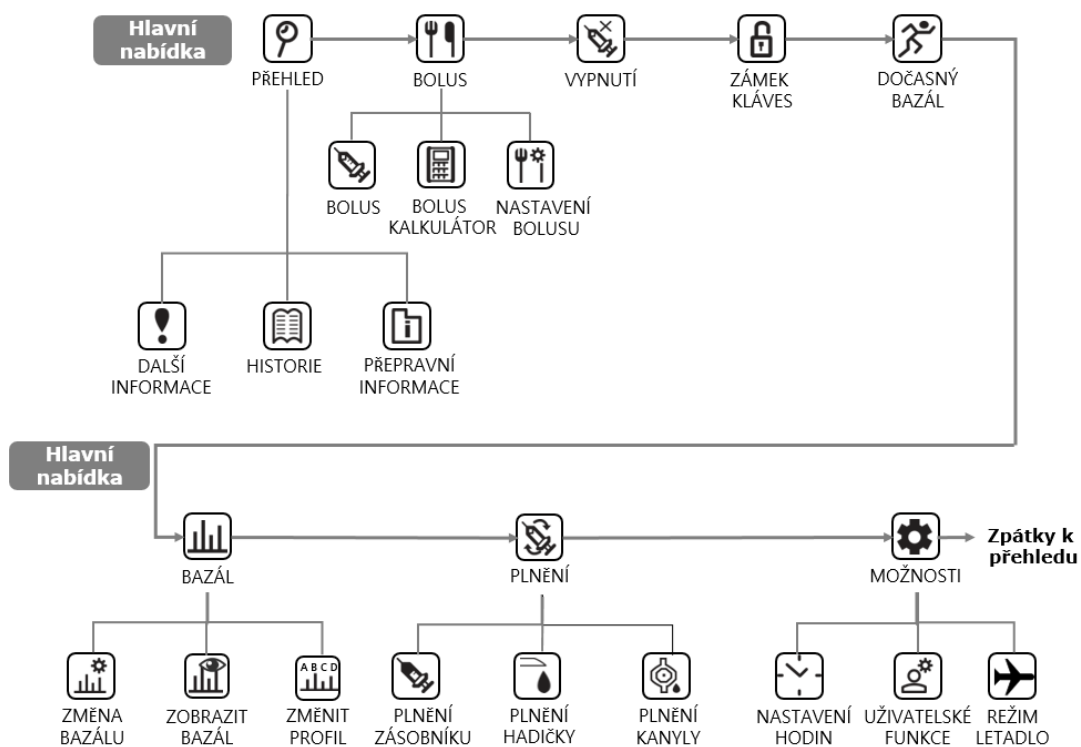 Hlavní
nabídka
PŘEHLED
BOLUS
VYPNUTÍ
ZÁMEK
KLÁVES
DOČASNÝ
BAZÁL
BOLUS
BOLUS
KALKULÁTOR
NASTAVENÍ
BOLUSU
DALŠÍ
INFORMACE
HISTORIE
PŘEPRAVNÍ
INFORMACE
Hlavní
nabídka
BAZÁL
PLNĚNÍ
MOŽNOSTI
Zpátky k
přehledu
ZMĚNA
BAZÁLU
ZOBRAZIT
BAZÁL
A B C D
ZMĚNIT
PROFIL
PLNĚNÍ
ZÁSOBNÍKU
PLNĚNÍ
HADIČKY
PLNĚNÍ
KANYLY
NASTAVENÍ
HODIN
UŽIVATELSKÉ
FUNKCE
REŽIM
LETADLO